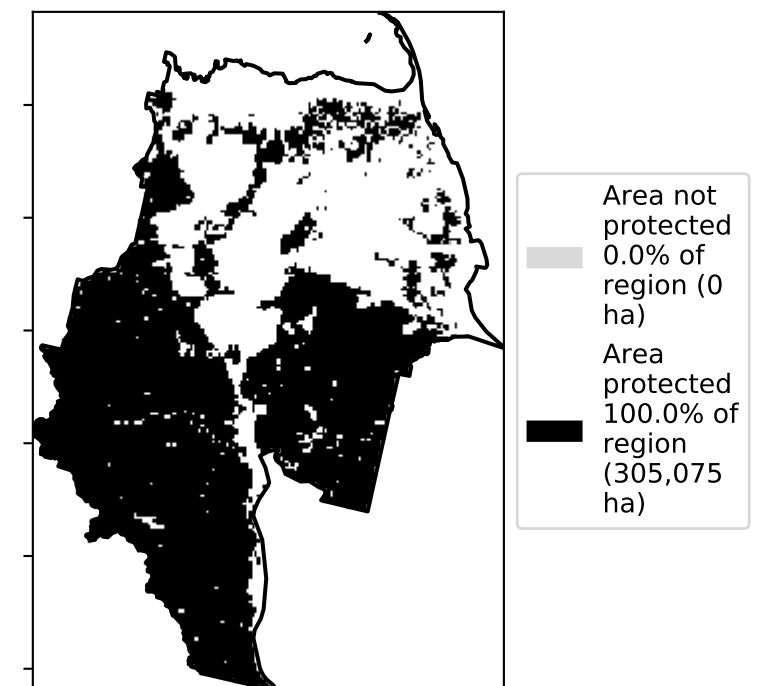 Area not
protected
0.0% of
region (0
ha)
Area
protected
100.0% of
region
(305,075
ha)